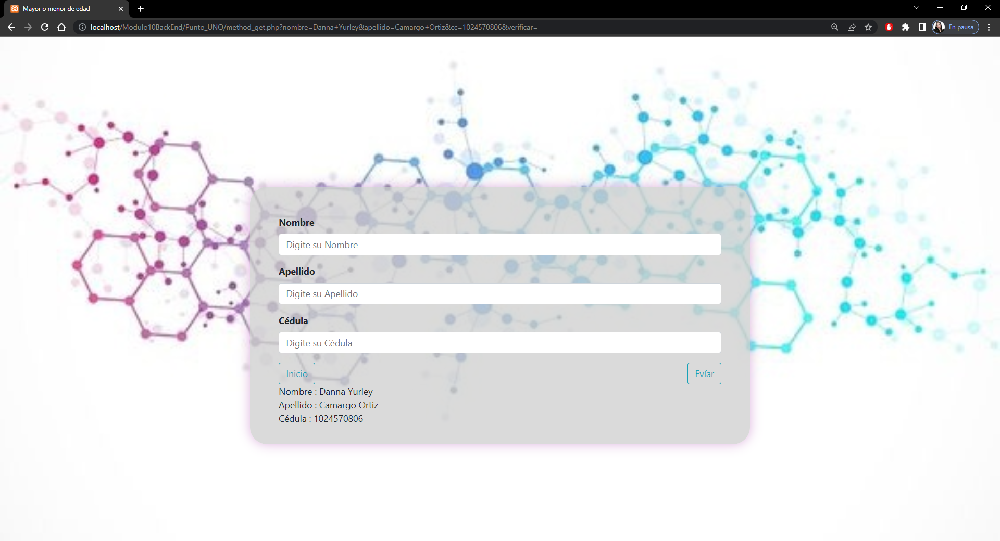 Mayor o menor de edad
localhost/Modulo10BackEnd/Punto_UNO/method_get.php?nombre=Danna+Yurley&apellido=Camargo+Ortiz&cc=1024570806&verificar=
En pausa
Nombre
Digite su Nombre
Apellido
Digite su Apellido
Cédula
Digite su Cédula
Inicio
Evíar
Nombre : Danna Yurley
Apellido : Camargo Ortiz
Cédula : 1024570806